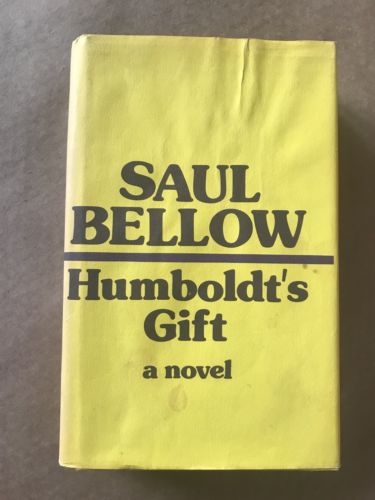 SAUL
BELLOW
Humboldt's
Gift
a novel